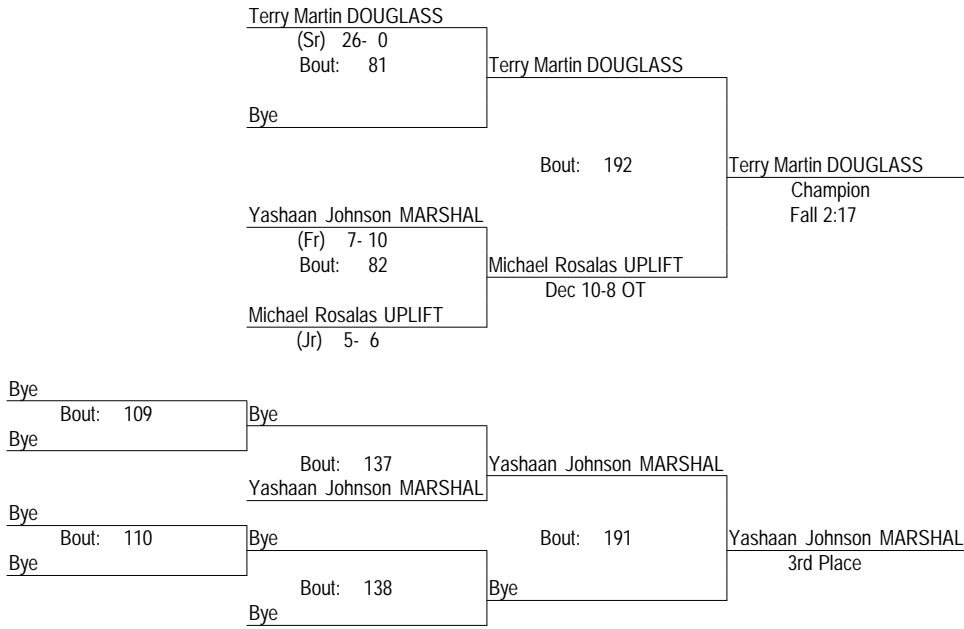 Terry Martin DOUGLASS
(Sr) 26- 0
Bout: 81
Terry Martin DOUGLASS
Bye
Bout: 192
Terry Martin DOUGLASS
Champion
Fall 2:17
Yashaan Johnson MARSHAL
(Fr) 7- 10
Bout: 82
Michael Rosalas UPLIFT
Dec 10-8 OT
Michael Rosalas UPLIFT
(Jr) 5- 6
Bye
Bout: 109
Bye
Bye
Bout: 137
Yashaan Johnson MARSHAL
Yashaan Johnson MARSHAL
Bye
Bout: 110
Bye
Bye
Bout: 191
Yashaan Johnson MARSHAL
3rd Place
Bout: 138
Bye
Bye